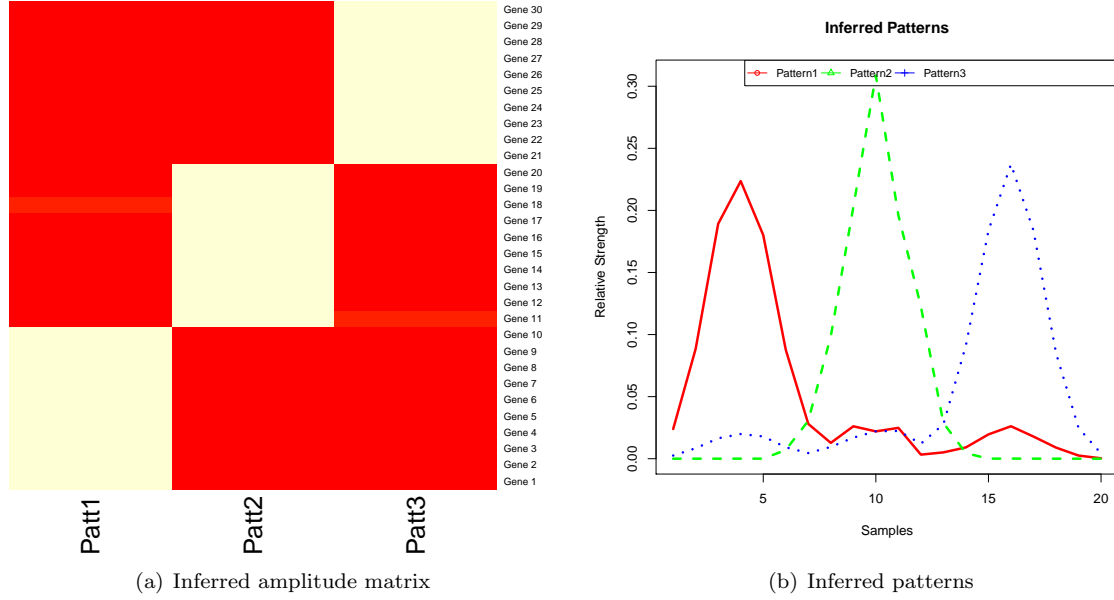 Gene 30
Gene 29
Gene 28
Gene 27
Gene 26
Gene 25
Gene 24
Gene 23
Gene 22
Gene 21
Gene 20
Gene 19
Gene 18
Gene 17
Gene 16
Gene 15
Gene 14
Gene 13
Gene 12
Gene 11
Gene 10
Gene 9
Gene 8
Gene 7
Gene 6
Gene 5
Gene 4
Gene 3
Gene 2
Gene 1
Patt1
Patt2
Patt3
(a) Inferred amplitude matrix
Inferred Patterns
Pattern1 Pattern2 Pattern3
Relative Strength
0.30
0.25
0.20
0.15
0.10
0.05
0.00
5 10 15 20
Samples
(b) Inferred patterns